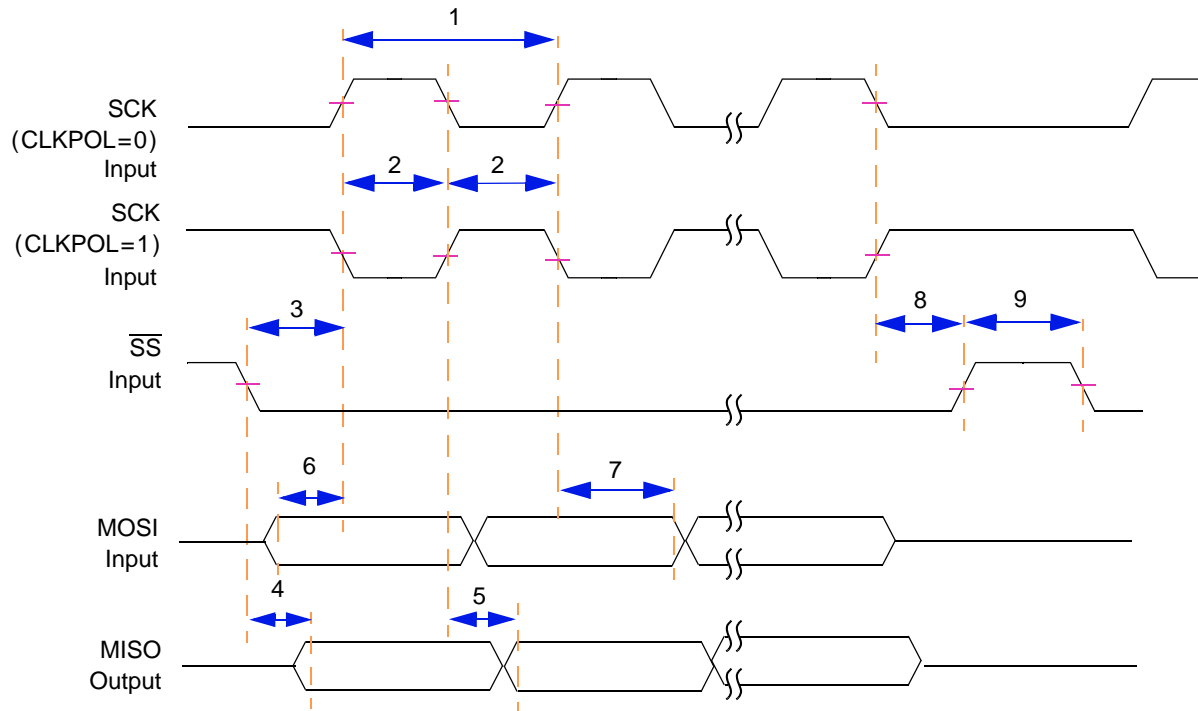 1
SCK
(CLKPOL=0)
Input
2 2
SCK
(CLKPOL=1)
Input
3 8 9
SS
Input
6 7
MOSI
Input
4 5
MISO
Output